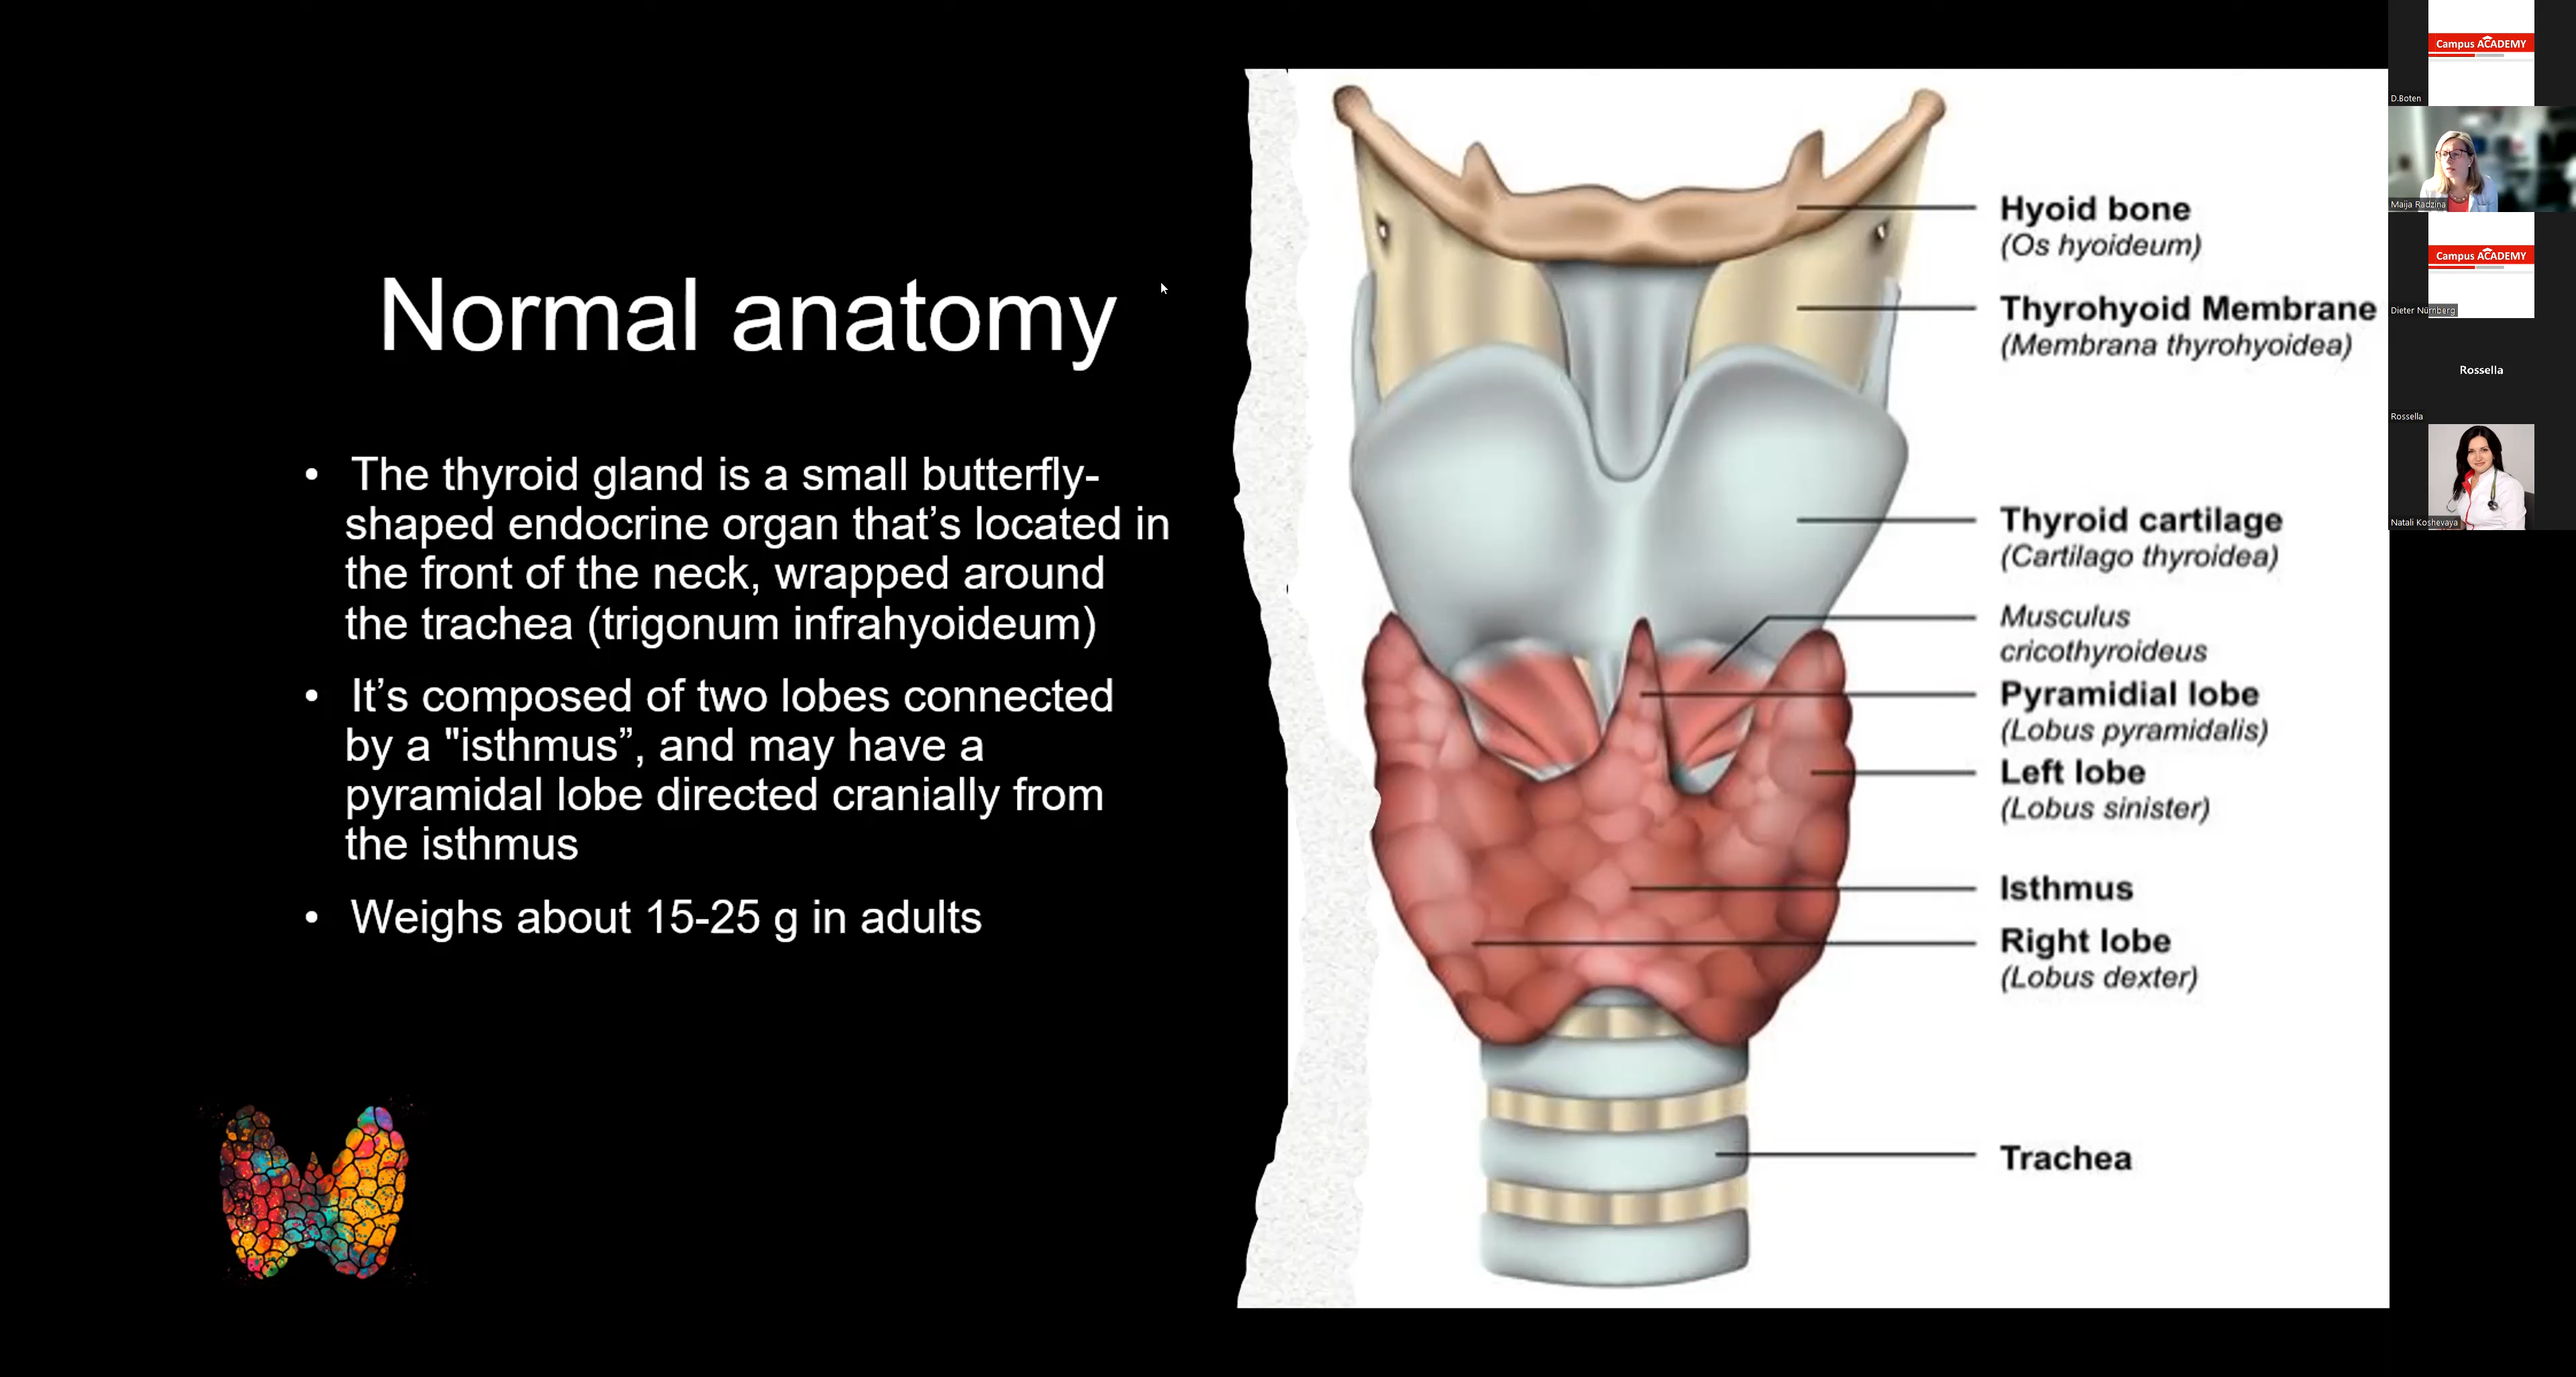 Normal anatomy
• The thyroid gland is a small butterfly-
shaped endocrine organ that’s located in
the front of the neck, wrapped around
the trachea (trigonum infrahyoideum)
• It’s composed of two lobes connected
by a "isthmus”, and may have a
pyramidal lobe directed cranially from
the isthmus
• Weighs about 15-25 g in adults
Hyoid bone
(Os hyoideum)
Thyrohyoid Membrane
(Membrana thyrohyoidea)
Thyroid cartilage
(Cartilago thyroidea)
Musculus
cricothyroideus
Pyramidial lobe
(Lobus pyramidalis)
Left lobe
(Lobus sinister)
Isthmus
Right lobe
(Lobus dexter)
Trachea
Campus ACADEMY
D.Boten
Maija Radzina
Campus ACADEMY
Dieter Nürnberg
Rossella
Rossella
Natali Koshevaya